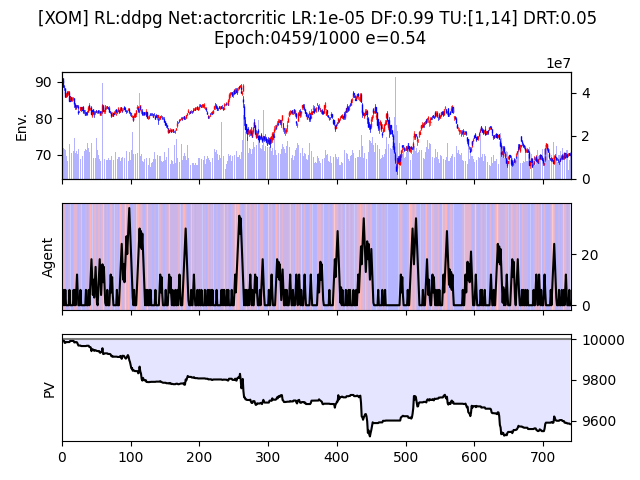 [XOM] RL:ddpg Net:actorcritic LR:1e-05 DF:0.99 TU:[1,14] DRT:0.05
Epoch:0459/1000 e=0.54
1e7
90
80
70
Env.
4
2
0
Agent
20
0
PV
10000
9800
9600
0 100 200 300 400 500 600 700